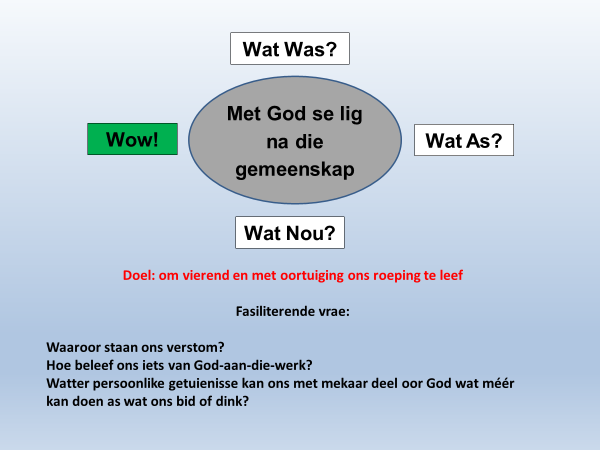 Wat Was?
Met God se lig
na die
gemeenskap
Wow!
Wat As?
Wat Nou?
Doel: om vierend en met oortuiging ons roeping te leef
Fasiliterende vrae:
Waaroor staan ons verstom?
Hoe beleef ons iets van God-aan-die-werk?
Watter persoonlike getuienisse kan ons met mekaar deel oor God wat méér
kan doen as wat ons bid of dink?